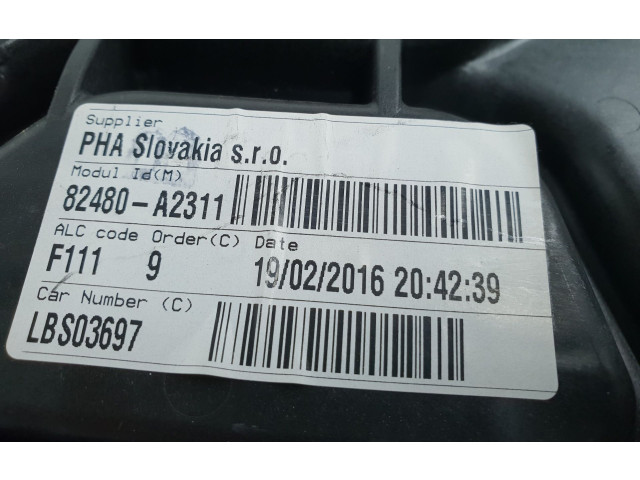 Supplier
PHA Slovakia s.r.o.
Modul Id(M)
82480-A2311
ALC code Order(C) Date
F111 9 19/02/2016 20:42:39
Car Number (C)
LBS03697